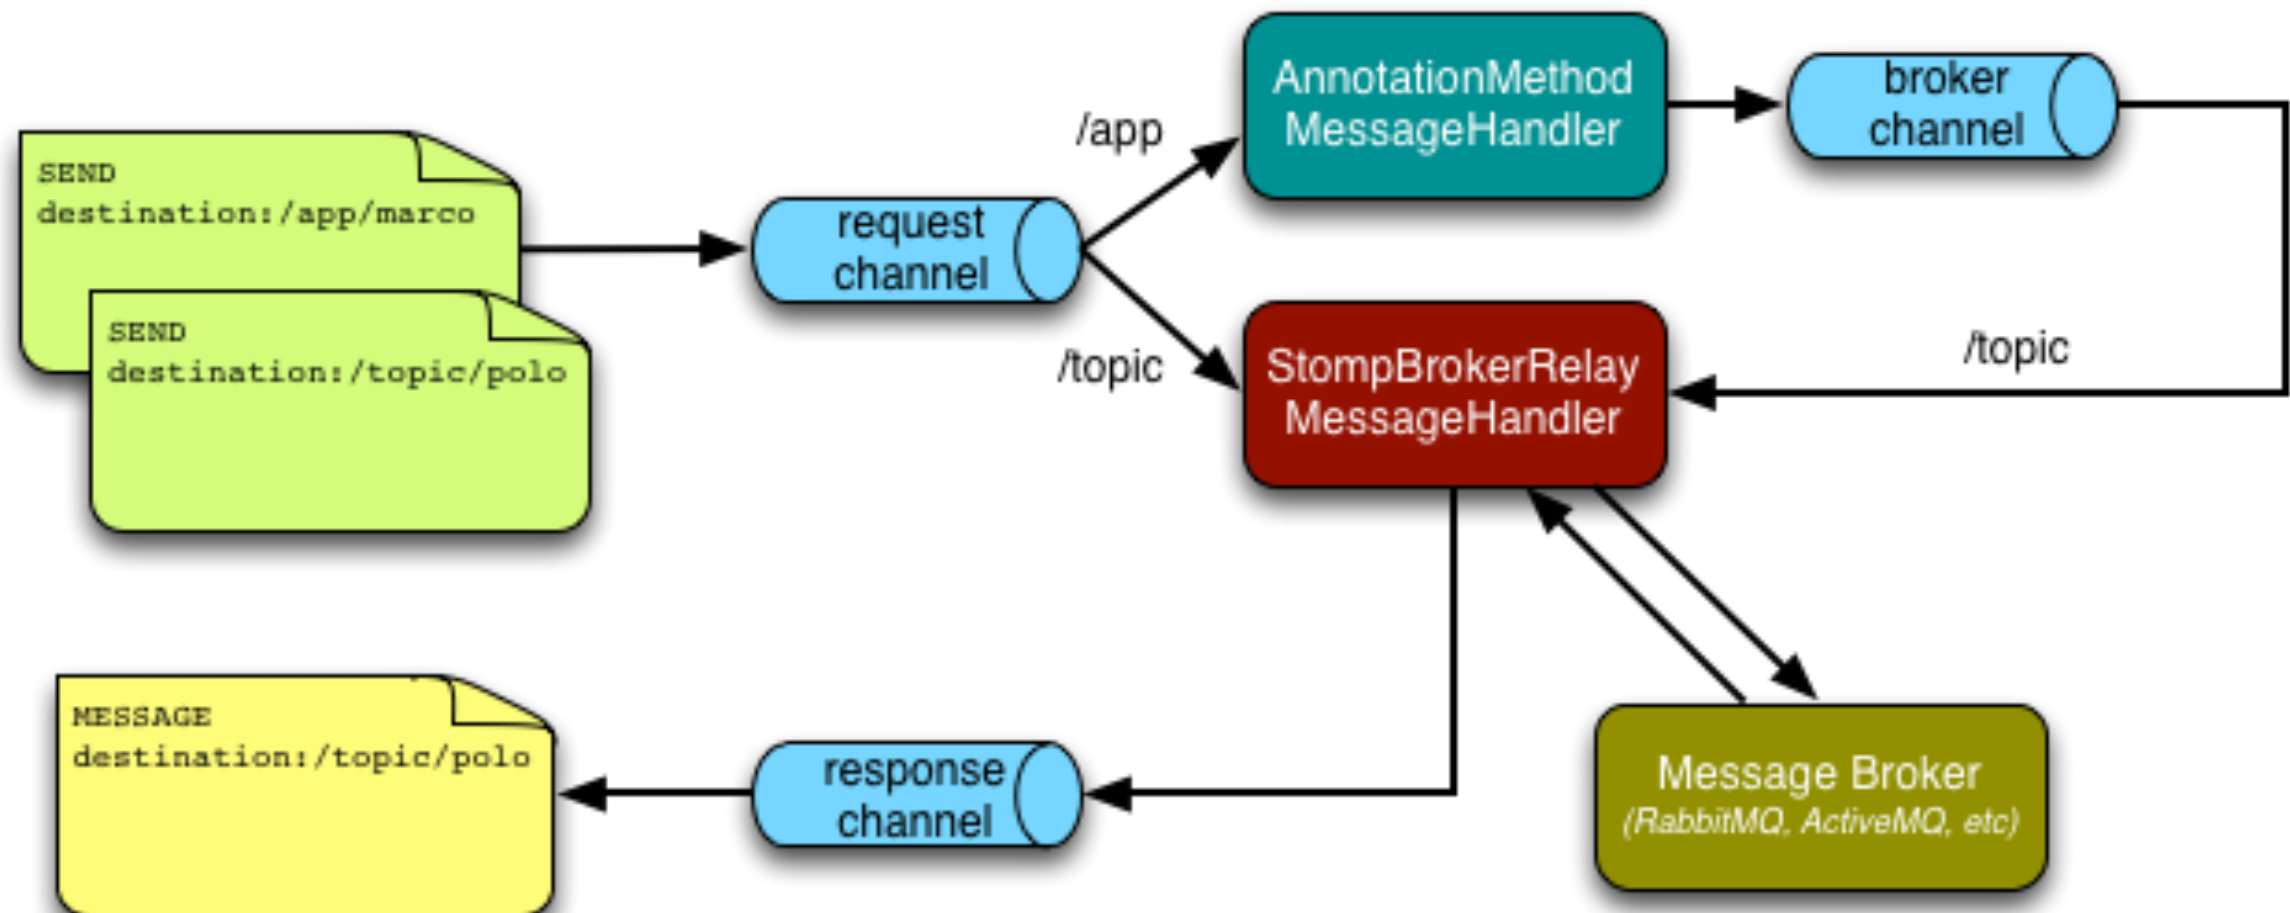 AnnotationMethod
MessageHandler
broker
channel
/app
SEND
destination:/app/marco
request
channel
SEND
destination:/topic/polo
/topic
StompBrokerRelay
MessageHandler
/topic
MESSAGE
destination:/topic/polo
response
channel
Message Broker
(RabbitMQ, ActiveMQ, etc)